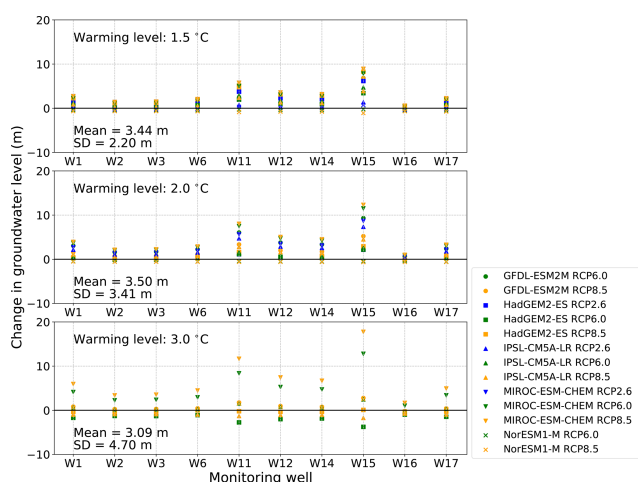 Change in groundwater level (m)
20
10
0
−10
Warming level: 1.5 °C
Mean = 3.44 m
SD = 2.20 m
W1 W2 W3 W6 W11 W12 W14 W15 W16 W17
20
10
0
−10
Warming level: 2.0 °C
Mean = 3.50 m
SD = 3.41 m
W1 W2 W3 W6 W11 W12 W14 W15 W16 W17
20
10
0
−10
Warming level: 3.0 °C
Mean = 3.09 m
SD = 4.70 m
W1 W2 W3 W6 W11 W12 W14 W15 W16 W17
Monitoring well
GFDL-ESM2M RCP6.0
GFDL-ESM2M RCP8.5
HadGEM2-ES RCP2.6
HadGEM2-ES RCP6.0
HadGEM2-ES RCP8.5
IPSL-CM5A-LR RCP2.6
IPSL-CM5A-LR RCP6.0
IPSL-CM5A-LR RCP8.5
MIROC-ESM-CHEM RCP2.6
MIROC-ESM-CHEM RCP6.0
MIROC-ESM-CHEM RCP8.5
NorESM1-M RCP6.0
NorESM1-M RCP8.5